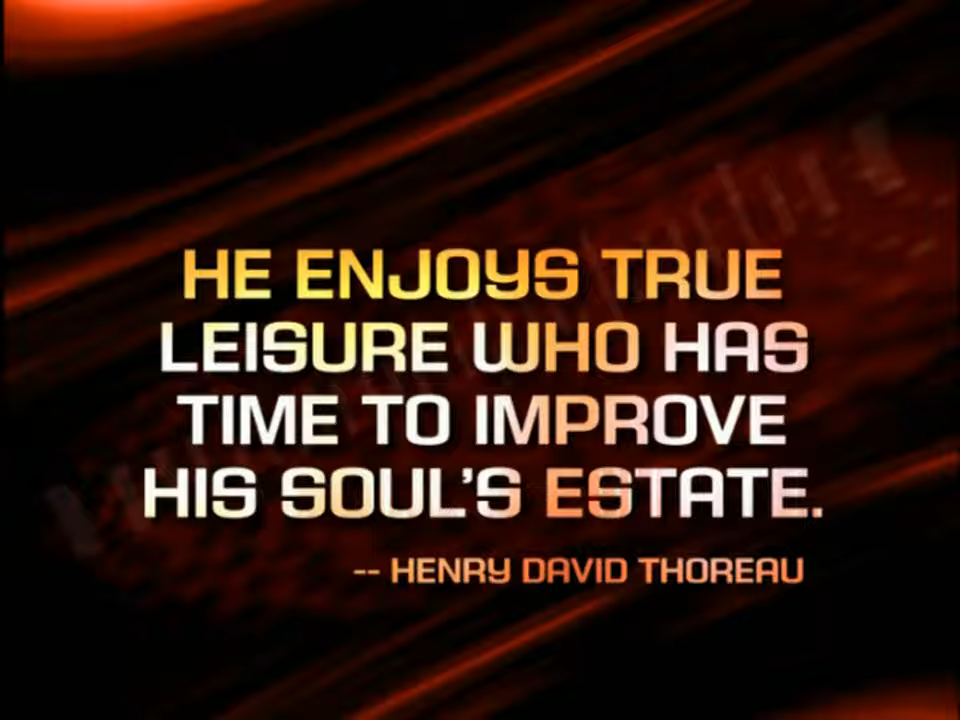 HE ENJOYS TRUE
LEISURE WHO HAS
TIME TO IMPROVE
HIS SOUL'S ESTATE.
-- HENRY DAVID THOREAU